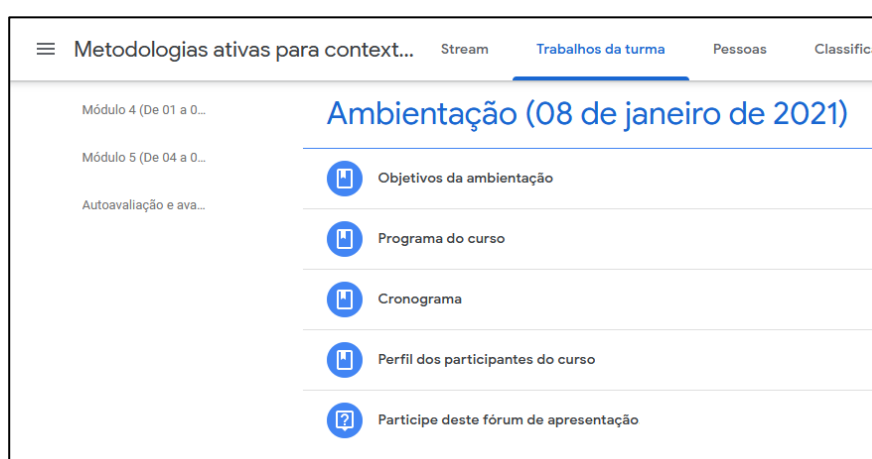 Metodologias ativas para context... Stream Trabalhos da turma Pessoas Classific
Módulo 4 (De 01 a 0...
Módulo 5 (De 04 a 0...
Autoavaliação e ava...
Ambientação (08 de janeiro de 2021)
Objetivos da ambientação
Programa do curso
Cronograma
Perfil dos participantes do curso
Participe deste fórum de apresentação